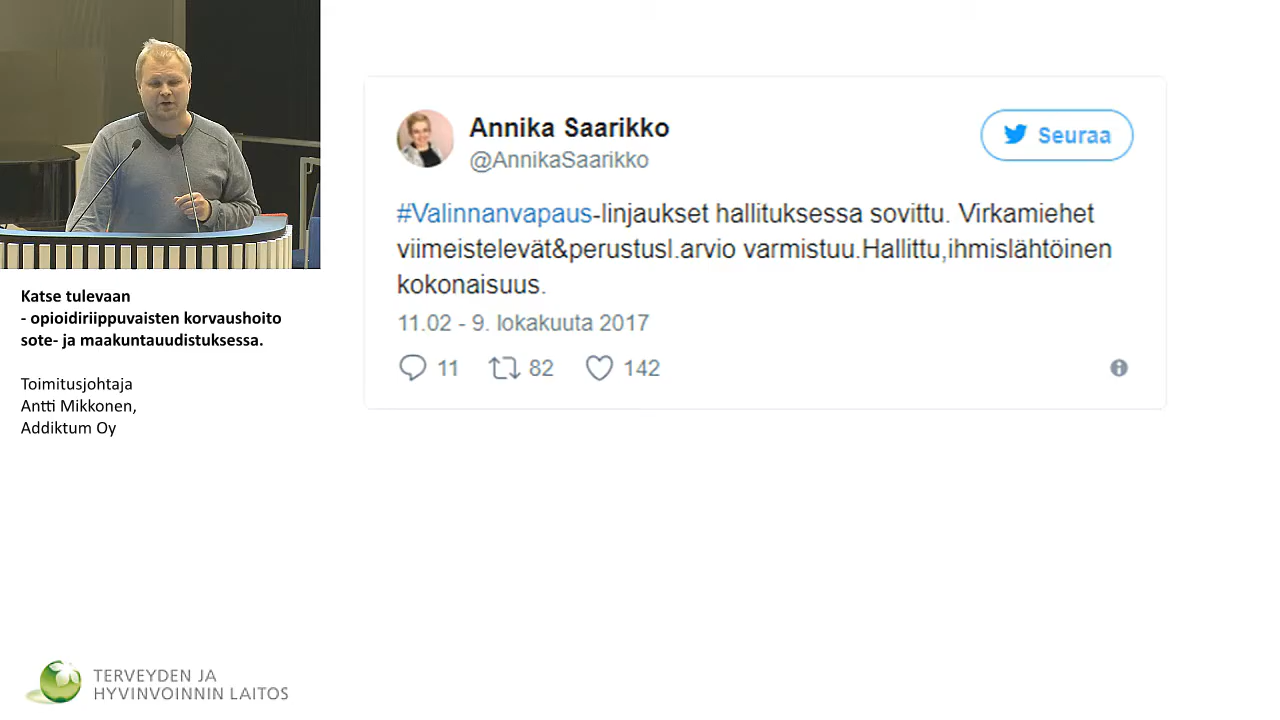 Katse tulevaan
- opioidiriippuvaisten korvaushoito
sote- ja maakuntauudistuksessa.
Toimitusjohtaja
Antti Mikkonen,
Addiktum Oy
TERVEYDEN JA
HYVINVOINNIN LAITOS
Annika Saarikko
@AnnikaSaarikko
Seuraa
#Valinnanvapaus-linjaukset hallituksessa sovittu. Virkamiehet
viimeistelevät&perustusl.arvio varmistuu.Hallittu,ihmislähtöinen
kokonaisuus.
11.02 - 9. lokakuuta 2017
11 82 142